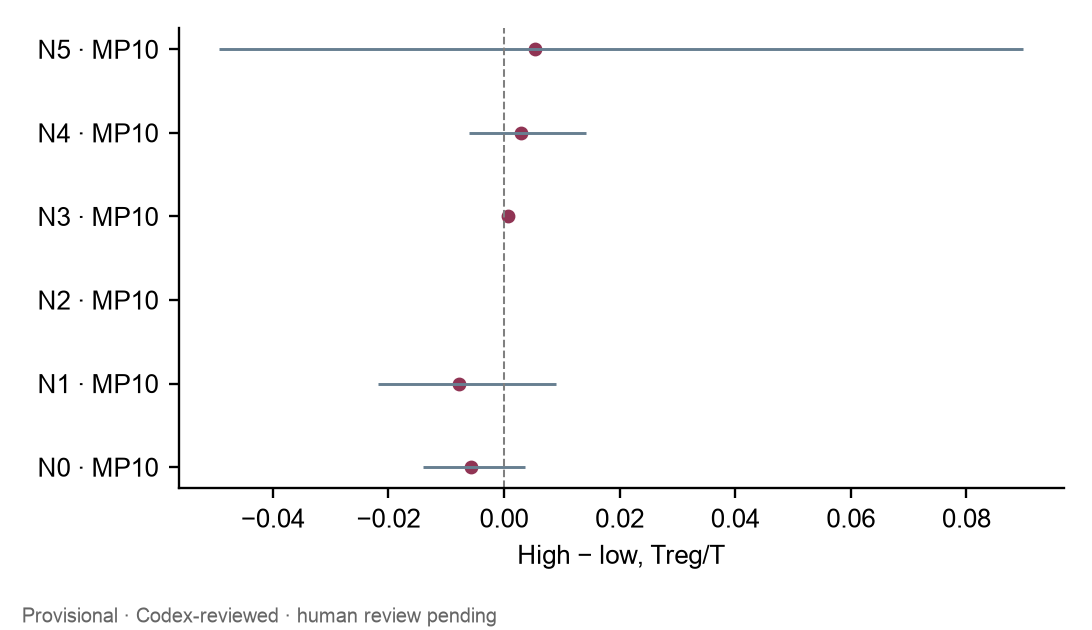 N5 · MP10
N4 · MP10
N3 · MP10
N2 · MP10
N1 · MP10
N0 · MP10
−0.04 −0.02 0.00 0.02 0.04 0.06 0.08
High − low, Treg/T
Provisional · Codex-reviewed · human review pending